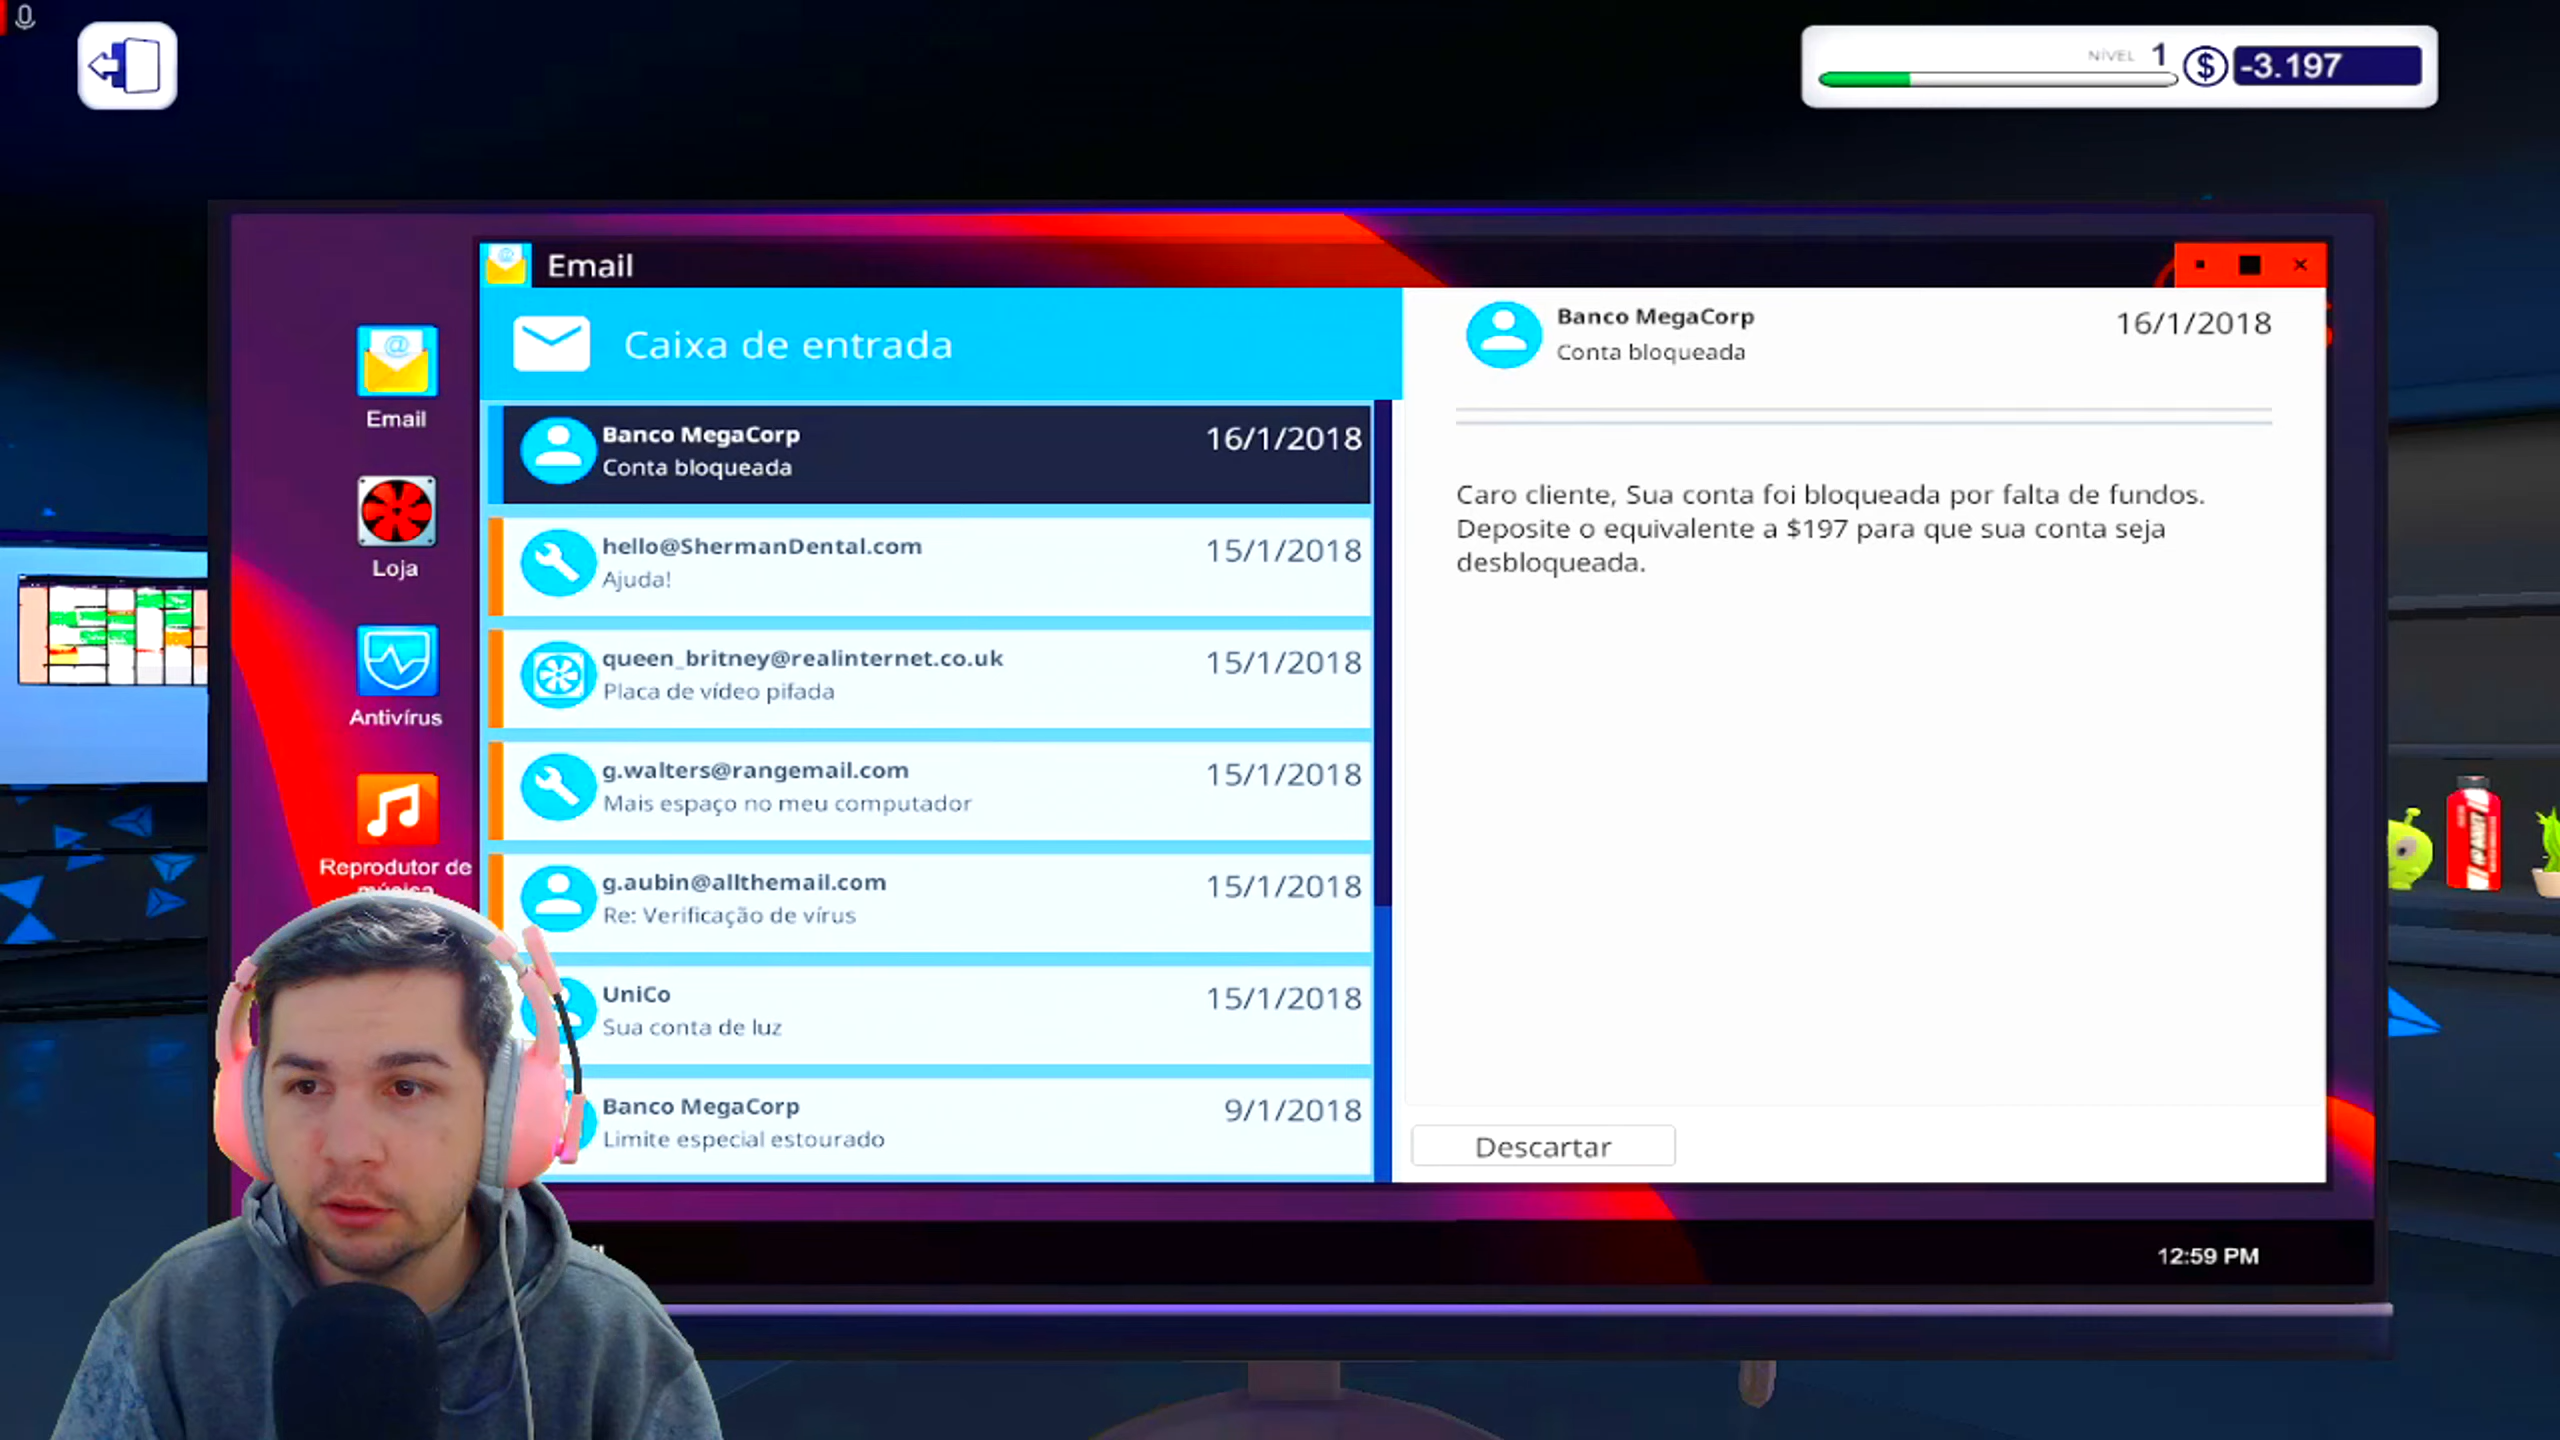 NÍVEL 1
-3.197
Email
Caixa de entrada
Banco MegaCorp
Conta bloqueada
16/1/2018
hello@ShermanDental.com
Ajuda!
15/1/2018
queen_britney@realinternet.co.uk
Placa de vídeo pifada
15/1/2018
g.walters@rangemail.com
Mais espaço no meu computador
15/1/2018
g.aubin@allthemail.com
Re: Verificação de vírus
15/1/2018
UniCo
Sua conta de luz
15/1/2018
Banco MegaCorp
Limite especial estourado
9/1/2018
Banco MegaCorp
Conta bloqueada
16/1/2018
Caro cliente, Sua conta foi bloqueada por falta de fundos.
Deposite o equivalente a $197 para que sua conta seja
desbloqueada.
Descartar
Email
Loja
Antivírus
Reprodutor de
música
12:59 PM